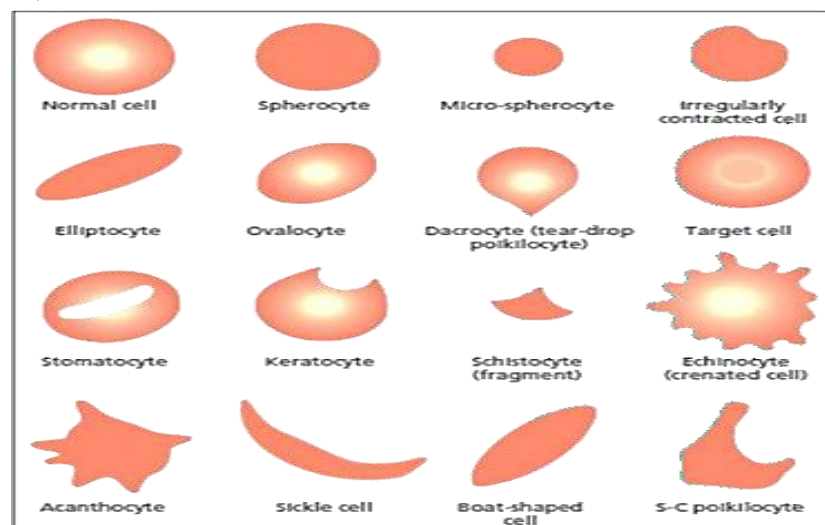 Normal cell
Spherocyte
Micro-spherocyte
Irregularly
contracted cell
Elliptocyte
Ovalocyte
Dacrocyte (tear-drop
poikilocyte)
Target cell
Stomatocyte
Keratocyte
Schistocyte
(fragment)
Echinocyte
(crenated cell)
Acanthocyte
Sickle cell
Boat-shaped
cell
S-C poikilocyte